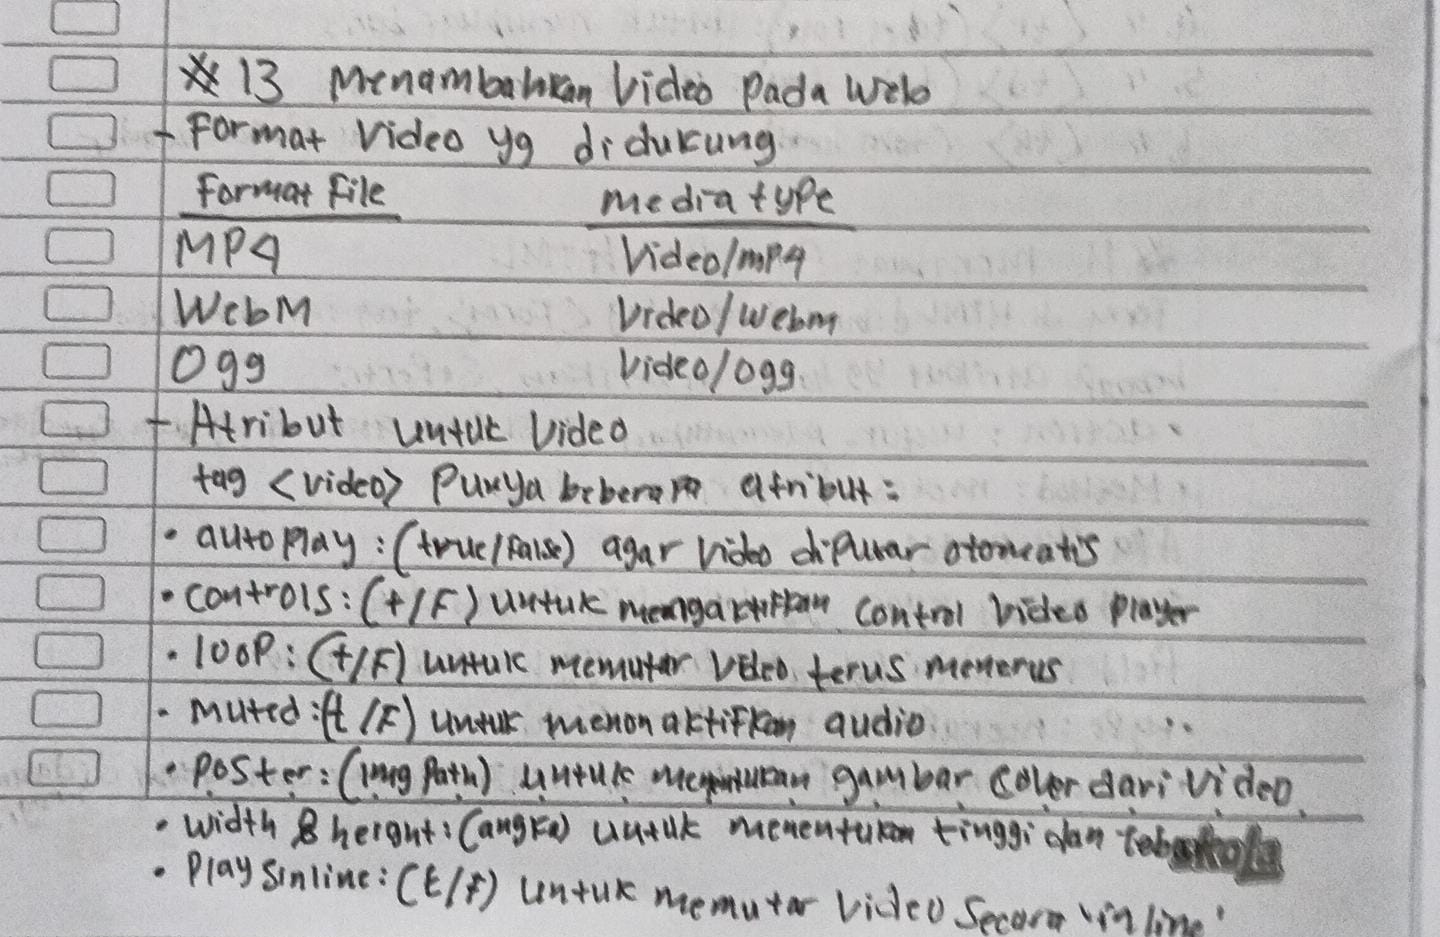 ※ 13 Menambahkan Video Pada Web
- Format Video yg didukung
Format File media type
MP4 Video/mp4
WebM Video/webm
Ogg Video/ogg.
- Atribut untuk Video
tag <video> Punya beberapa atribut :
• autoplay : (true/False) agar Video diputar otomatis
• controls : (t/F) untuk mengaktifkan control Video player
• loop : (t/F) untuk memutar Video terus menerus
• Muted : (t/F) untuk menonaktifkan audio
• Poster : (img Path) untuk menentukan gambar cover dari Video
• width & height : (angka) untuk menentukan tinggi dan
• Playsinline : (t/f) untuk memutar Video Secara 'in line'